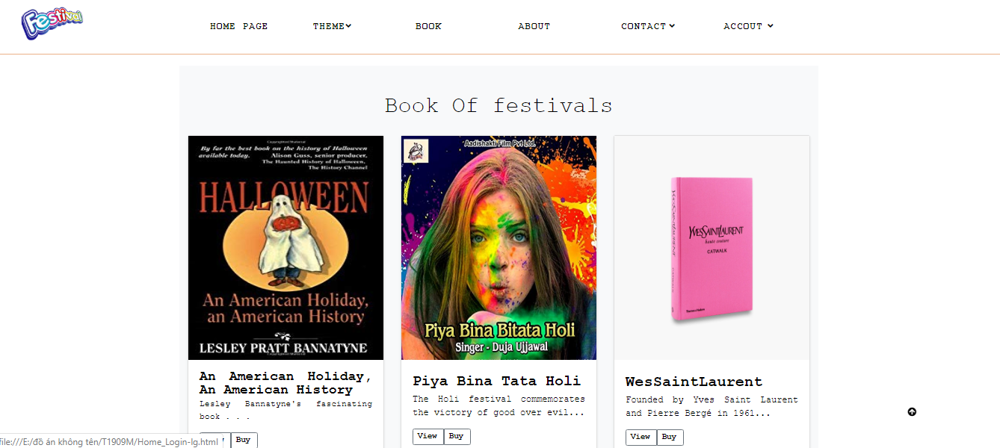 Festival
HOME PAGE
THEME
BOOK
ABOUT
CONTACT
ACCOUT
Book Of festivals
Copyrighted Material
By far the best book on the history of Halloween
available today. Alison Guss, senior producer,
The Haunted History of Halloween,
The History Channel
HALLOWEEN
An American Holiday,
an American History
LESLEY PRATT BANNATYNE
Copyrighted Material
An American Holiday,
An American History
Lesley Bannatyne's fascinating
book . . .
Buy
Aadishakti Film Pvt Ltd.
Piya Bina Bitata Holi
Singer - Duja Ujjawal
Piya Bina Tata Holi
The Holi festival commemorates
the victory of good over evil...
View
Buy
YVESSAINTLAURENT
YVESSAINTLAURENT
haute couture
CATWALK
CATWALK
Thames & Hudson
WesSaintLaurent
Founded by Yves Saint Laurent
and Pierre Bergé in 1961...
View
Buy
file:///E:/đồ án không tên/T1909M/Home_Login-lg.html